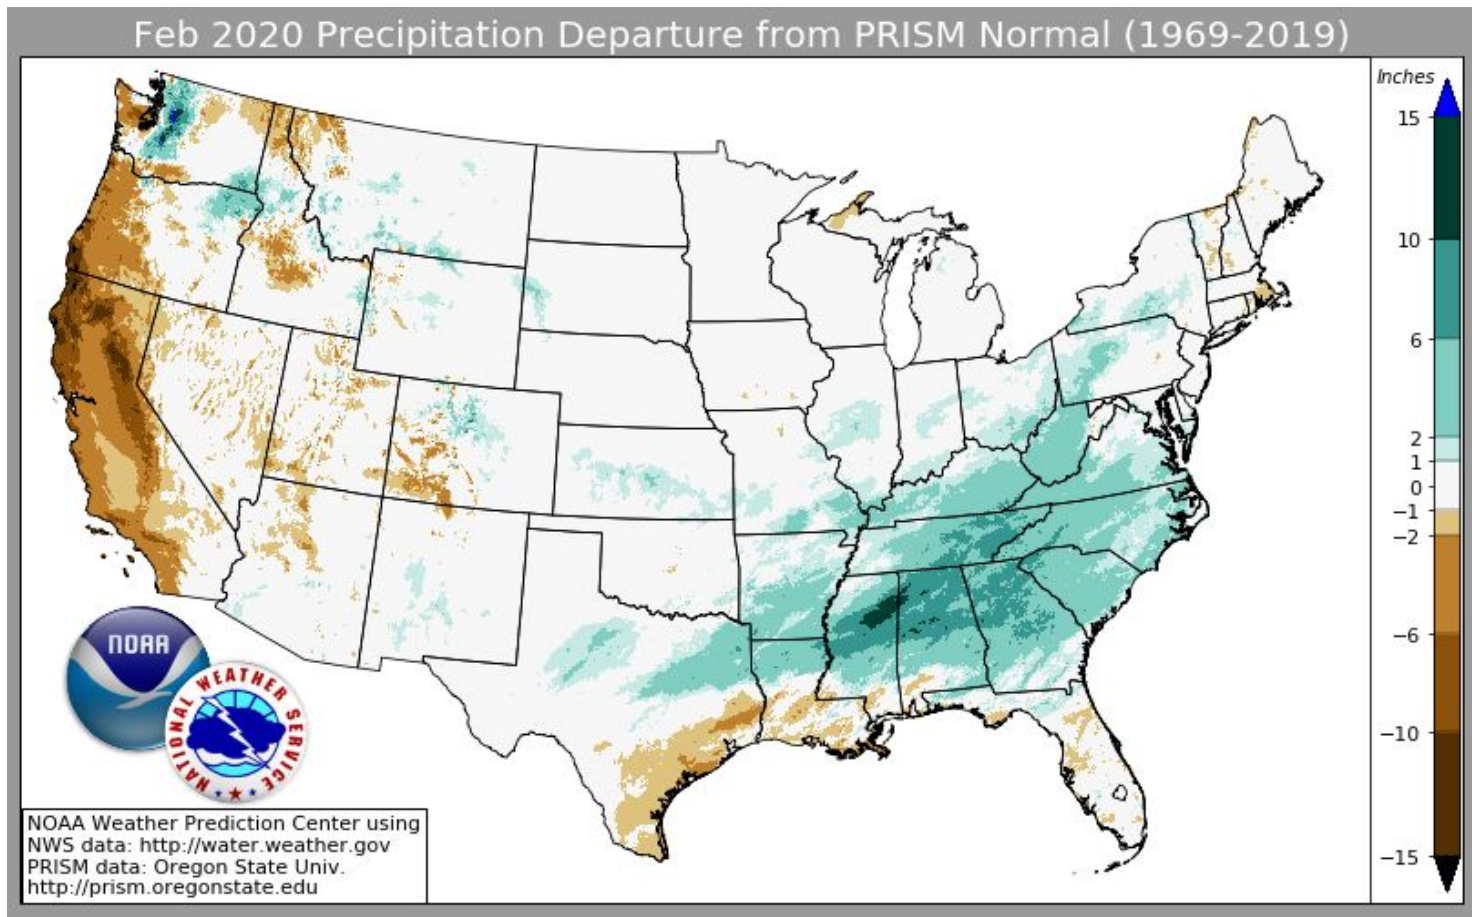 Feb 2020 Precipitation Departure from PRISM Normal (1969-2019)
Inches
15
10
6
2
1
0
−1
−2
−6
−10
−15
NOAA
NATIONAL WEATHER SERVICE
NOAA Weather Prediction Center using
NWS data: http://water.weather.gov
PRISM data: Oregon State Univ.
http://prism.oregonstate.edu